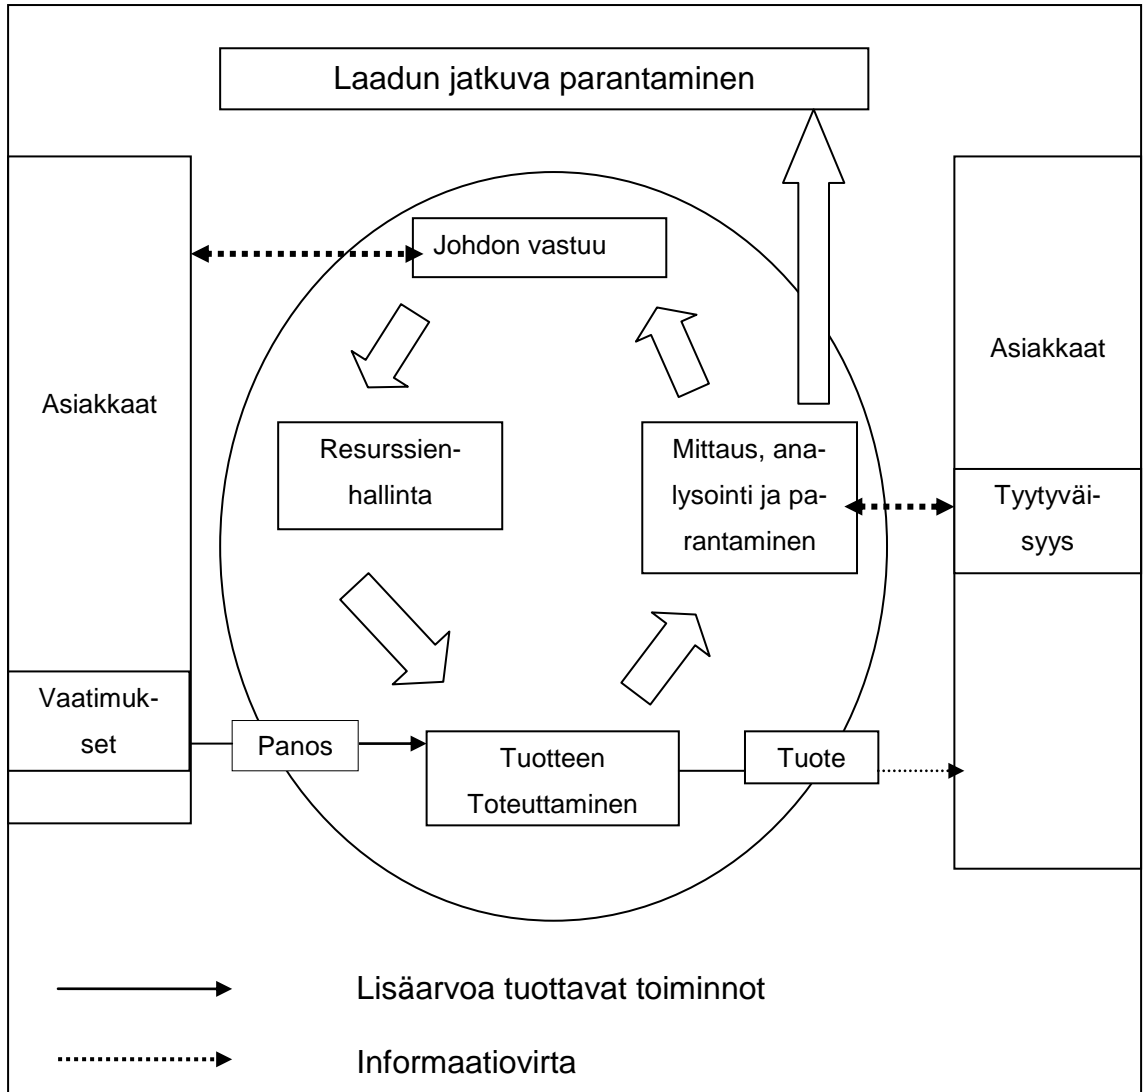 Laadun jatkuva parantaminen
Johdon vastuu
Asiakkaat
Asiakkaat
Resurssien-
hallinta
Mittaus, ana-
lysointi ja pa-
rantaminen
Tyytyväi-
syys
Vaatimuk-
set
Panos
Tuotteen
Toteuttaminen
Tuote
Lisäarvoa tuottavat toiminnot
Informaatiovirta